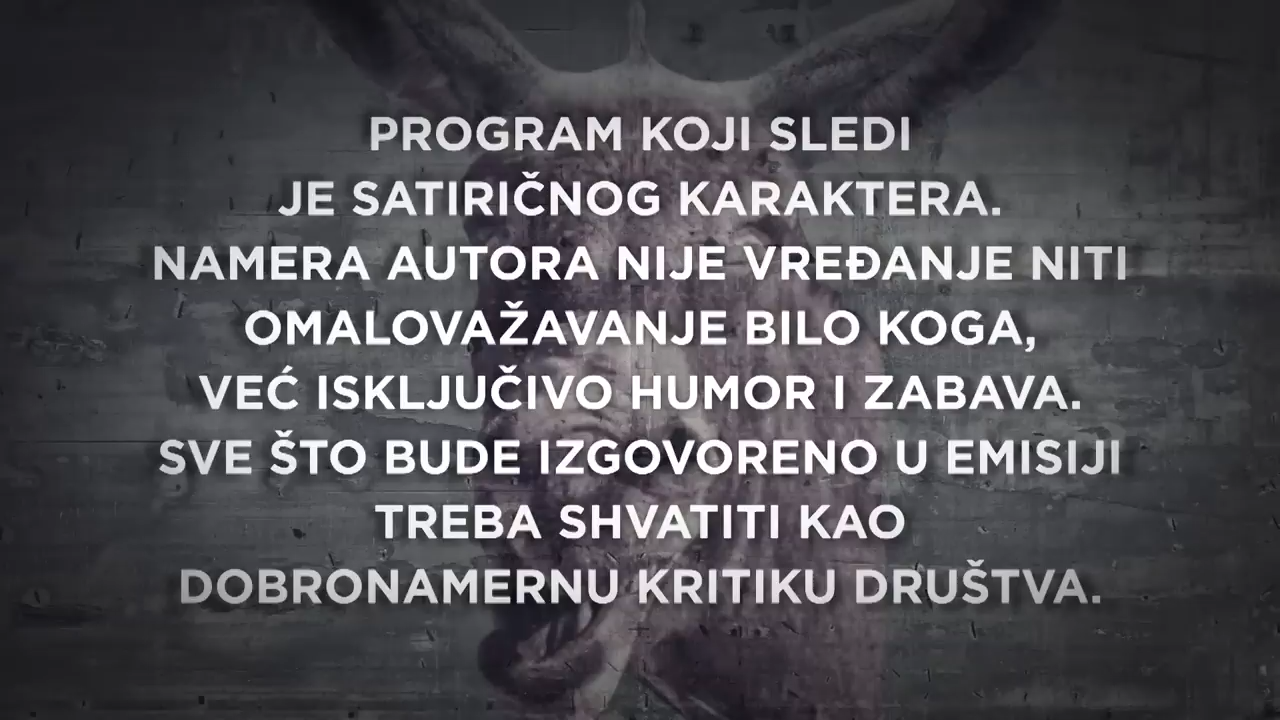 PROGRAM KOJI SLEDI
JE SATIRIČNOG KARAKTERA.
NAMERA AUTORA NIJE VREĐANJE NITI
OMALOVAŽAVANJE BILO KOGA,
VEĆ ISKLJUČIVO HUMOR I ZABAVA.
SVE ŠTO BUDE IZGOVORENO U EMISIJI
TREBA SHVATITI KAO
DOBRONAMERNU KRITIKU DRUŠTVA.